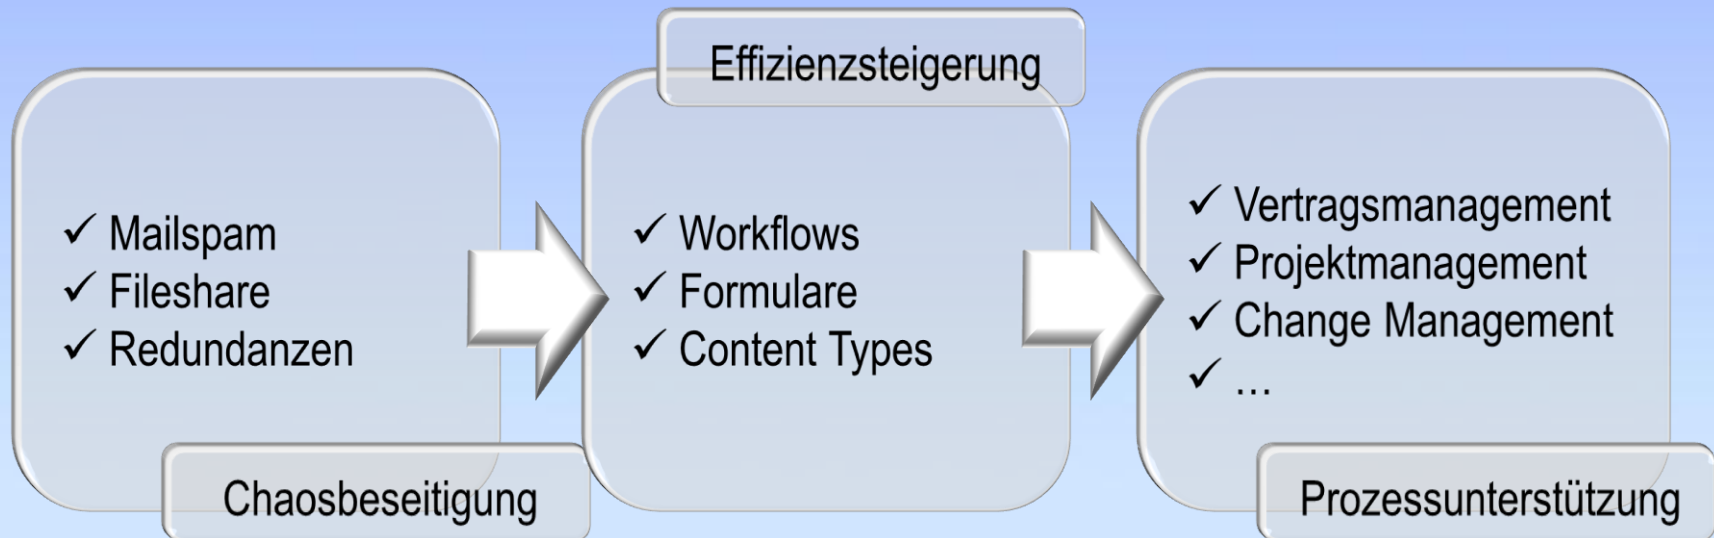 Mailspam
Fileshare
Redundanzen
Chaosbeseitigung
Effizienzsteigerung
Workflows
Formulare
Content Types
Vertragsmanagement
Projektmanagement
Change Management
...
Prozessunterstützung